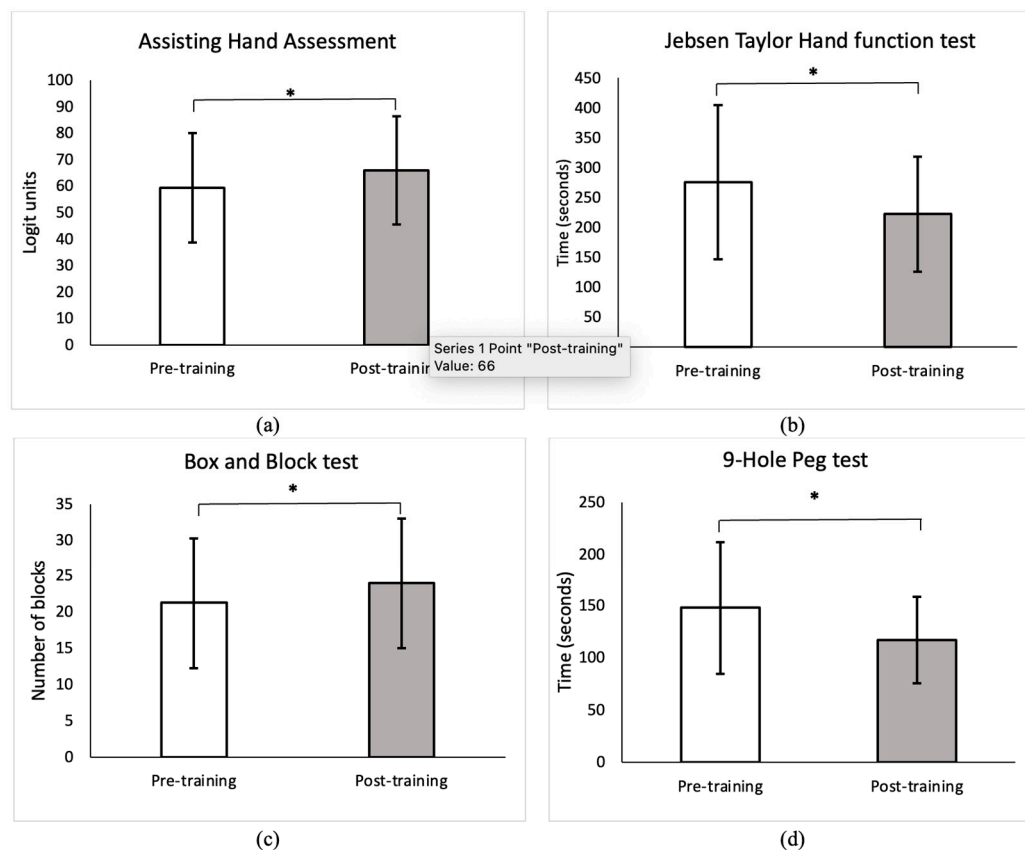 Assisting Hand Assessment
*
100
90
80
70
60
50
40
30
20
10
0
Logit units
Pre-training
Post-trainin
Series 1 Point "Post-training"
Value: 66
(a)
Jebsen Taylor Hand function test
*
450
400
350
300
250
200
150
100
50
Time (seconds)
Pre-training
Post-training
(b)
Box and Block test
*
35
30
25
20
15
10
5
0
Number of blocks
Pre-training
Post-training
(c)
9-Hole Peg test
*
250
200
150
100
50
0
Time (seconds)
Pre-training
Post-training
(d)